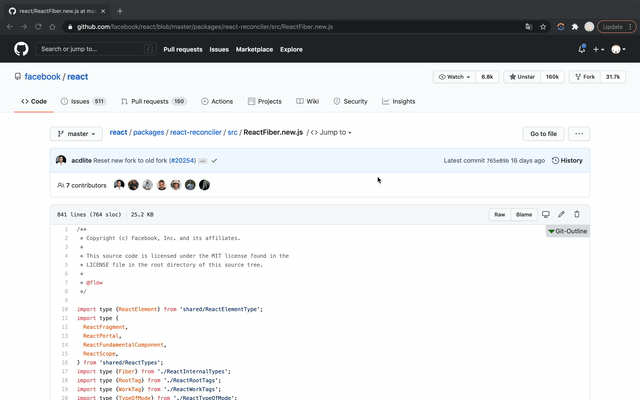 react/ReactFiber.new.js at ma
github.com/facebook/react/blob/master/packages/react-reconciler/src/ReactFiber.new.js
Update
Search or jump to…
/
Pull requests
Issues
Marketplace
Explore
facebook / react
Watch
6.8k
Unstar
160k
Fork
31.7k
Code
Issues 511
Pull requests 150
Actions
Projects
Wiki
Security
Insights
master
react / packages / react-reconciler / src / ReactFiber.new.js / <> Jump to
Go to file
acdlite Reset new fork to old fork (#20254) …
Latest commit 765e89b 16 days ago
History
7 contributors
841 lines (764 sloc) 25.2 KB
Raw
Blame
Git-Outline
1 /**
2 * Copyright (c) Facebook, Inc. and its affiliates.
3 *
4 * This source code is licensed under the MIT license found in the
5 * LICENSE file in the root directory of this source tree.
6 *
7 * @flow
8 */
9
10 import type {ReactElement} from 'shared/ReactElementType';
11 import type {
12 ReactFragment,
13 ReactPortal,
14 ReactFundamentalComponent,
15 ReactScope,
16 } from 'shared/ReactTypes';
17 import type {Fiber} from './ReactInternalTypes';
18 import type {RootTag} from './ReactRootTags';
19 import type {WorkTag} from './ReactWorkTags';
20 import type {TypeOfMode} from './ReactTypeOfMode';